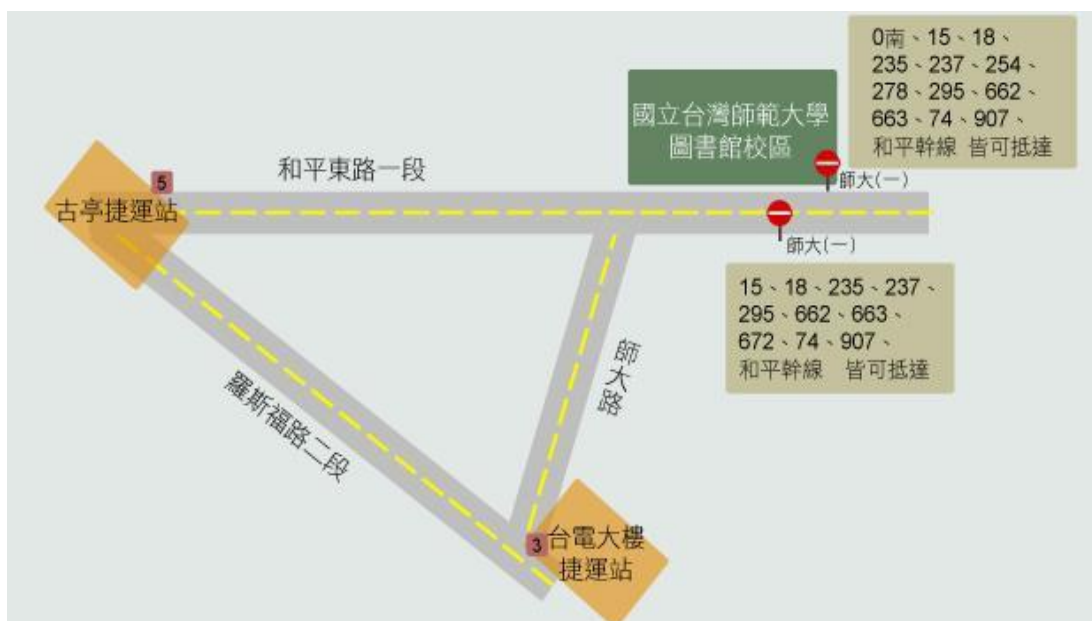 0南、15、18、
235、237、254、
278、295、662、
663、74、907、
和平幹線 皆可抵達
國立台灣師範大學
圖書館校區
和平東路一段
5
師大(一)
古亭捷運站
師大(一)
15、18、235、237、
295、662、663、
672、74、907、
和平幹線 皆可抵達
師大路
羅斯福路二段
3
台電大樓
捷運站